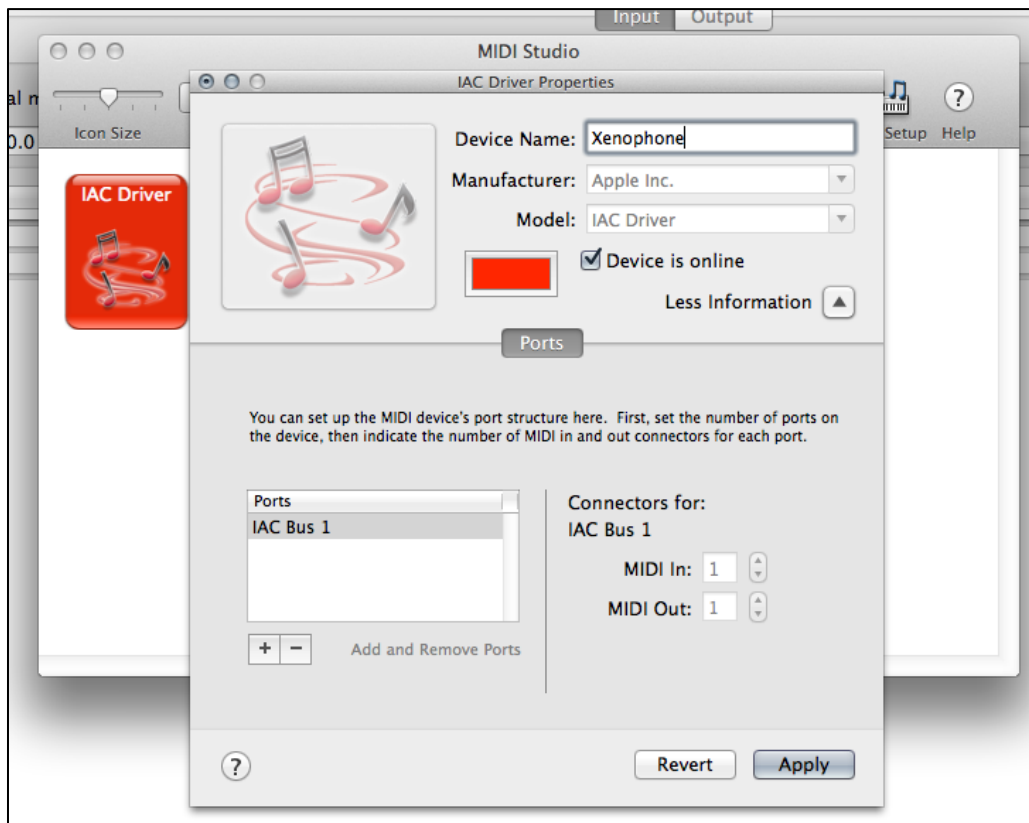 Input Output
MIDI Studio
IAC Driver Properties
Icon Size
Setup Help
?
0.0
IAC Driver
Device Name: Xenophone
Manufacturer: Apple Inc.
Model: IAC Driver
Device is online
Less Information
Ports
You can set up the MIDI device's port structure here. First, set the number of ports on
the device, then indicate the number of MIDI in and out connectors for each port.
Ports
IAC Bus 1
+ − Add and Remove Ports
Connectors for:
IAC Bus 1
MIDI In: 1
MIDI Out: 1
?
Revert Apply